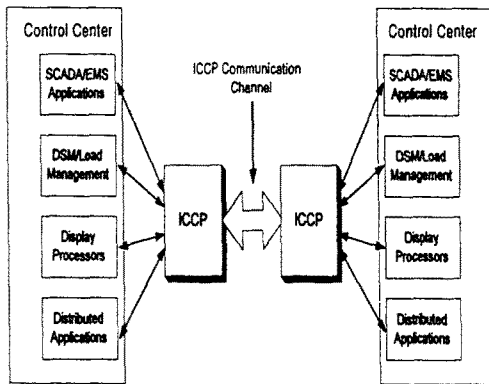 Control Center
SCADA/EMS
Applications
DSM/Load
Management
Display
Processors
Distributed
Applications
ICCP
ICCP Communication
Channel
ICCP
Control Center
SCADA/EMS
Applications
DSM/Load
Management
Display
Processors
Distributed
Applications